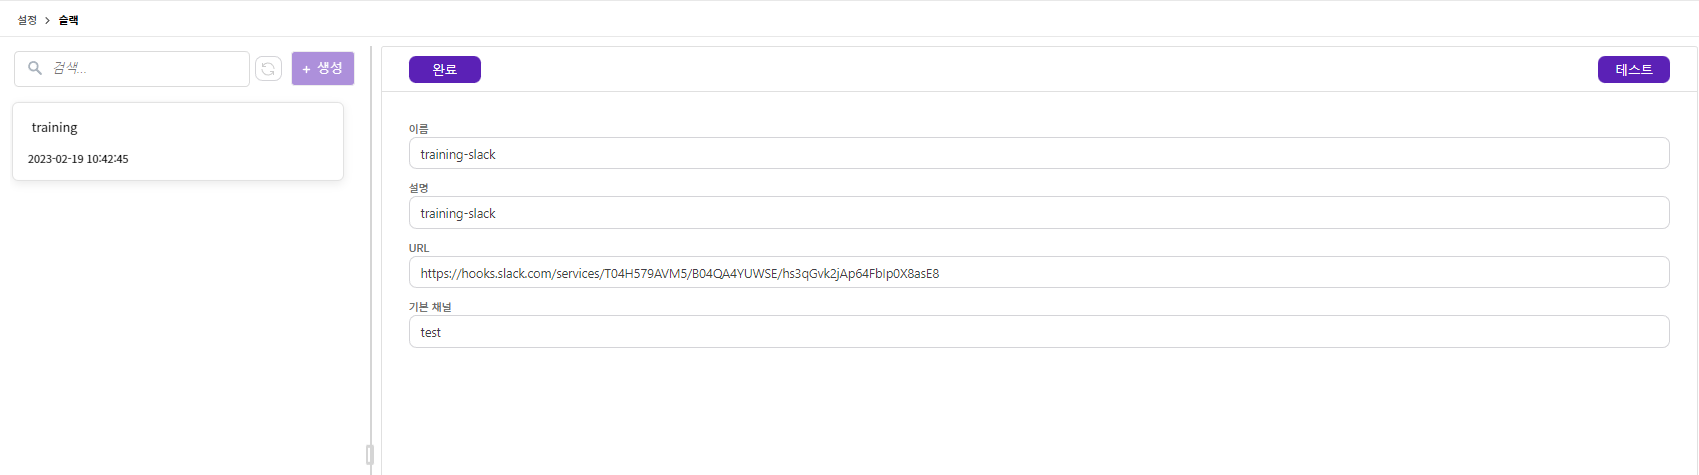 설정 > 슬랙
검색...
+ 생성
training
2023-02-19 10:42:45
완료
테스트
이름
training-slack
설명
training-slack
URL
https://hooks.slack.com/services/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
기본 채널
test